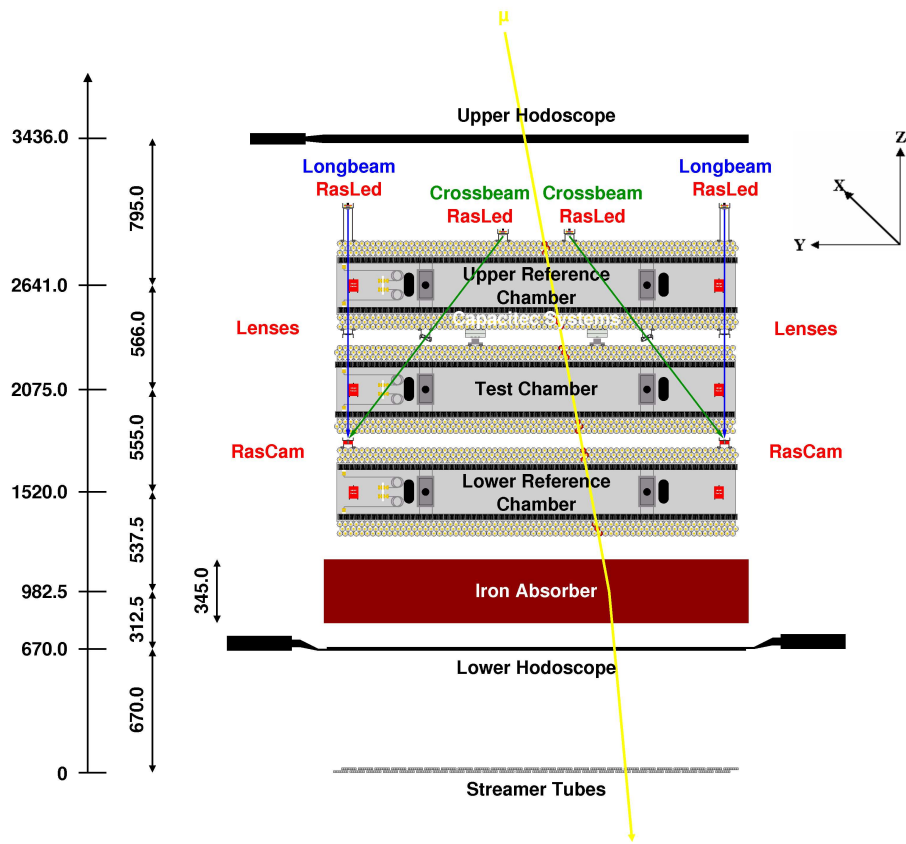 μ
Upper Hodoscope
3436.0
Z
Longbeam
RasLed
Longbeam
RasLed
Crossbeam
RasLed
Crossbeam
RasLed
X
Y
795.0
Upper Reference
Chamber
2641.0
Capacitec Systems
Lenses
Lenses
566.0
Test Chamber
2075.0
555.0
RasCam
RasCam
Lower Reference
Chamber
1520.0
537.5
Iron Absorber
982.5
345.0
312.5
670.0
Lower Hodoscope
670.0
0
Streamer Tubes